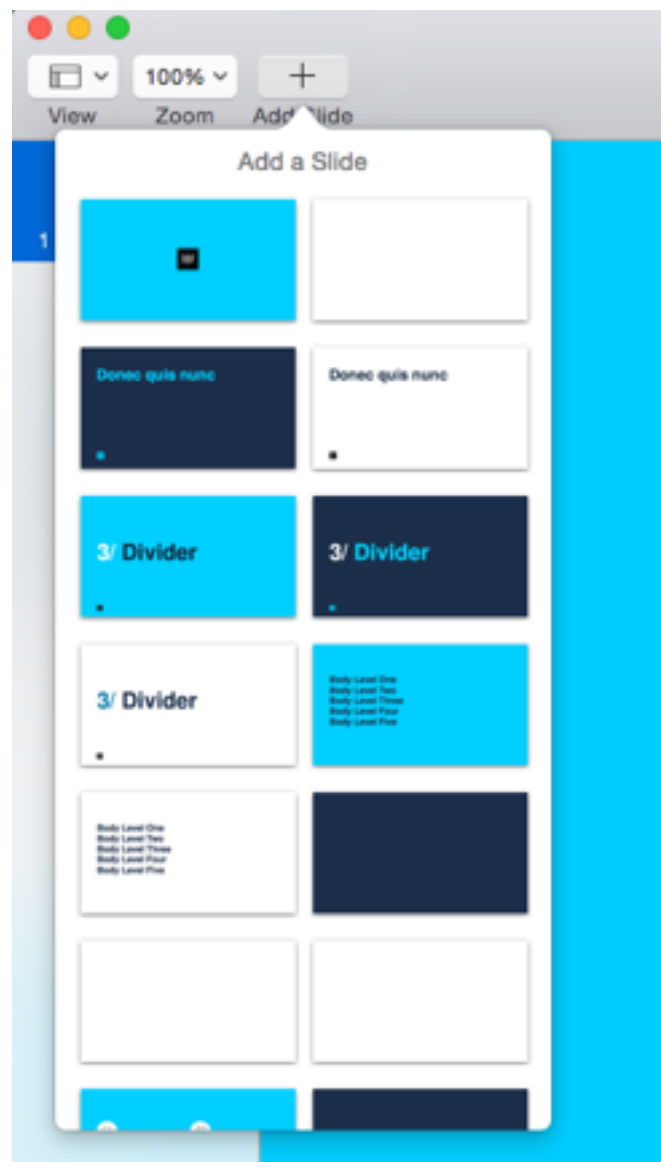 100%
View Zoom Add Slide
Add a Slide
1
Donec quis nunc
Donec quis nunc
3/ Divider
3/ Divider
3/ Divider
Body Level One
Body Level Two
Body Level Three
Body Level Four
Body Level Five
Body Level One
Body Level Two
Body Level Three
Body Level Four
Body Level Five